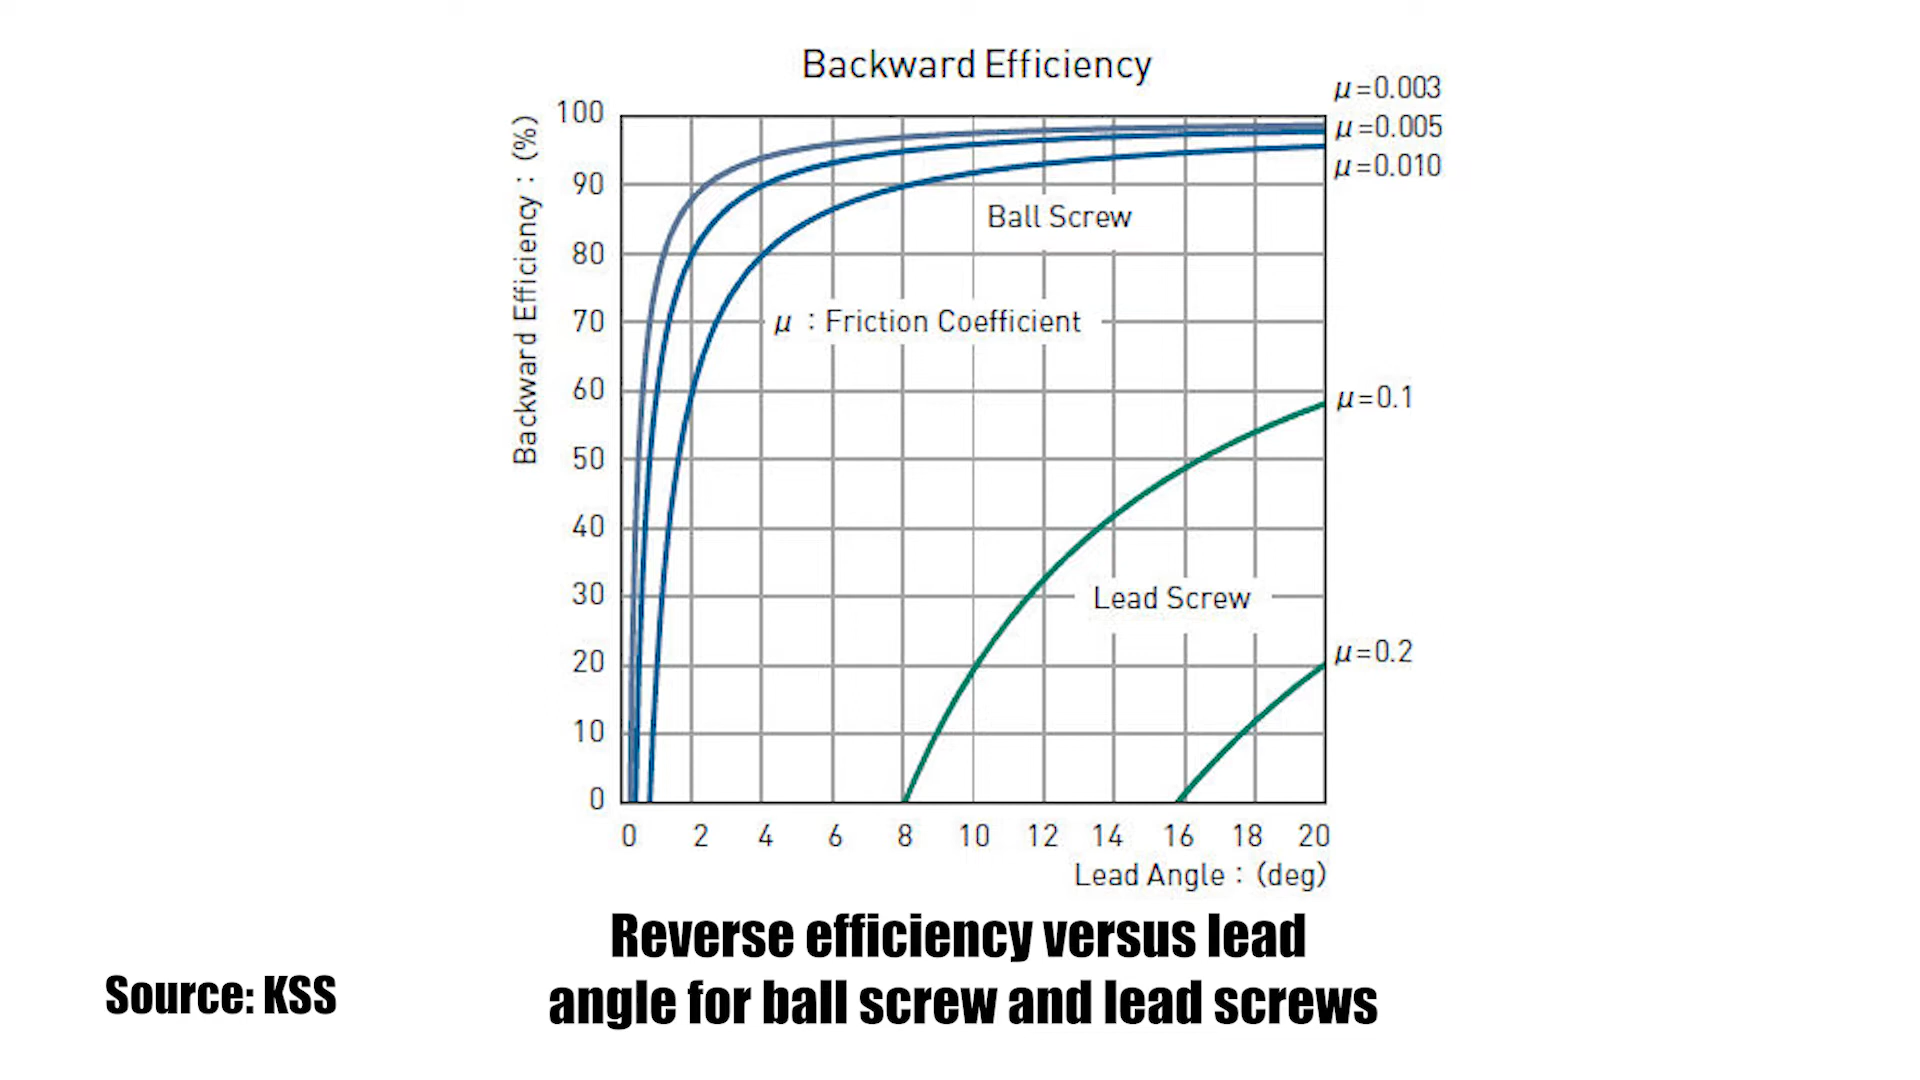 Backward Efficiency
μ=0.003
μ=0.005
μ=0.010
Backward Efficiency : (%)
100
90
80
70
60
50
40
30
20
10
0
Ball Screw
μ : Friction Coefficient
μ=0.1
Lead Screw
μ=0.2
0 2 4 6 8 10 12 14 16 18 20
Lead Angle : (deg)
Reverse efficiency versus lead
angle for ball screw and lead screws
Source: KSS